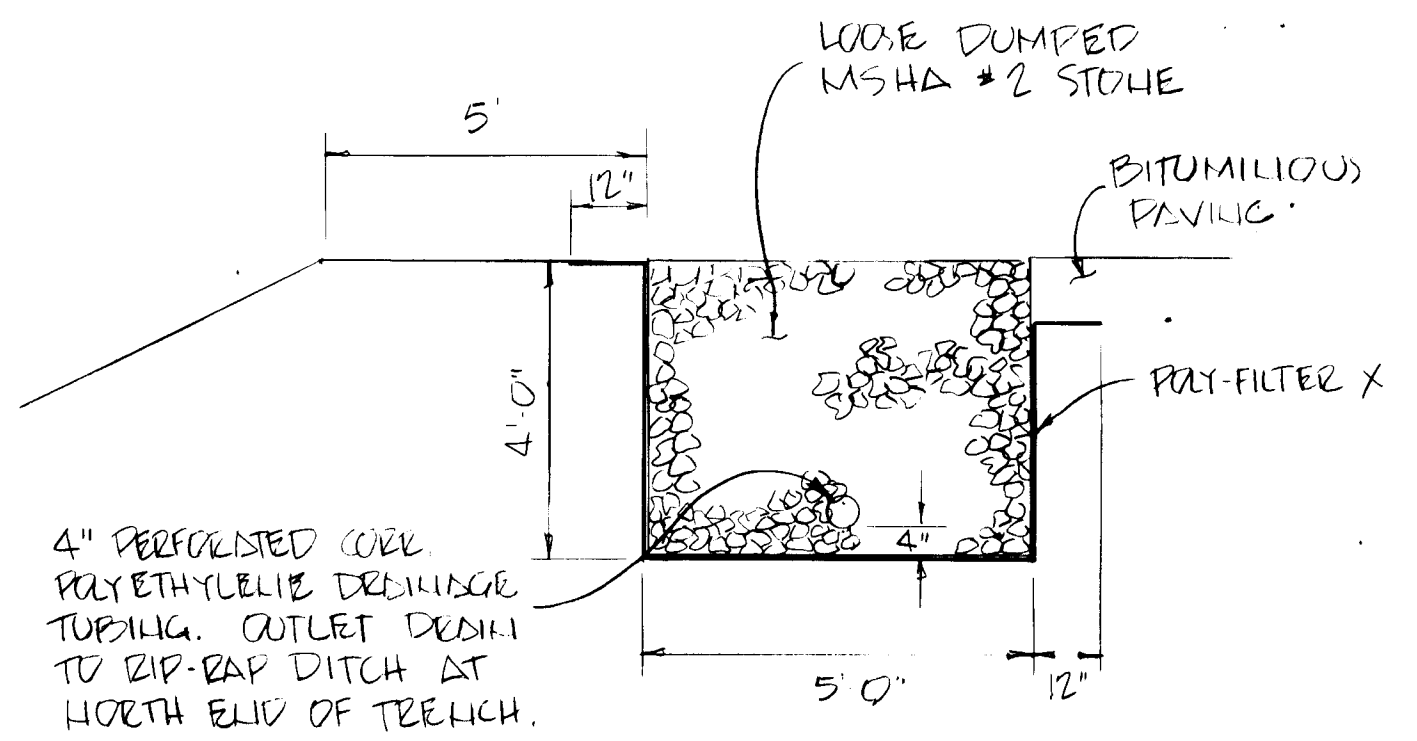 LOOSE DUMPED
MSHA #2 STONE
5'
12"
BITUMINOUS
PAVING.
4'-0"
POLY-FILTER X
4"
4" PERFORATED CORR.
POLYETHYLENE DRAINAGE
TUBING. OUTLET DRAIN
TO RIP-RAP DITCH AT
NORTH END OF TRENCH.
5'0"
12"